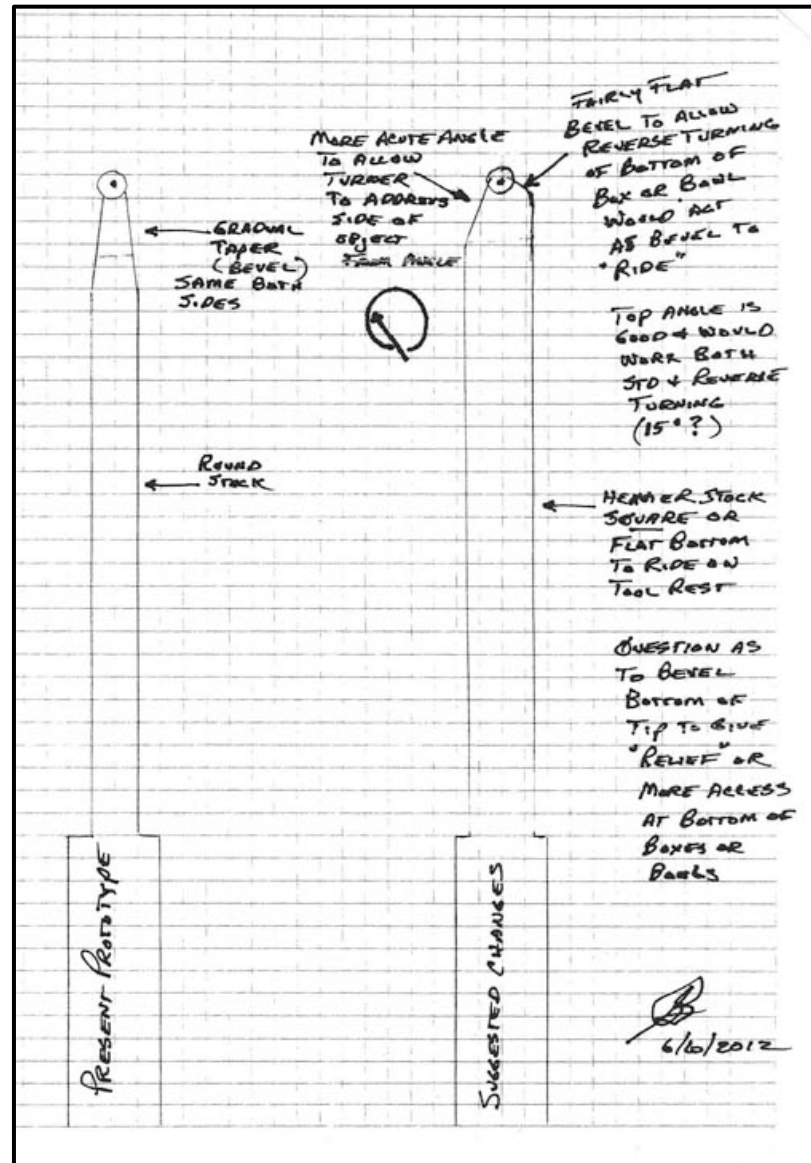 GRADUAL
TAPER
(BEVEL)
SAME BOTH
SIDES
ROUND
STOCK
PRESENT PROTOTYPE
MORE ACUTE ANGLE
TO ALLOW
TURNER
TO ADDRESS
SIDE OF
OBJECT
FROM ANGLE
FAIRLY FLAT
BEVEL TO ALLOW
REVERSE TURNING
OF BOTTOM OF
BOX OR BOWL
WOULD ACT
AS BEVEL TO
"RIDE"
TOP ANGLE IS
GOOD & WOULD
WORK BOTH
STD & REVERSE
TURNING
(15°?)
HEAVIER STOCK
SQUARE OR
FLAT BOTTOM
TO RIDE ON
TOOL REST
QUESTION AS
TO BEVEL
BOTTOM OF
TIP TO GIVE
"RELIEF" OR
MORE ACCESS
AT BOTTOM OF
BOXES OR
BOWLS
SUGGESTED CHANGES